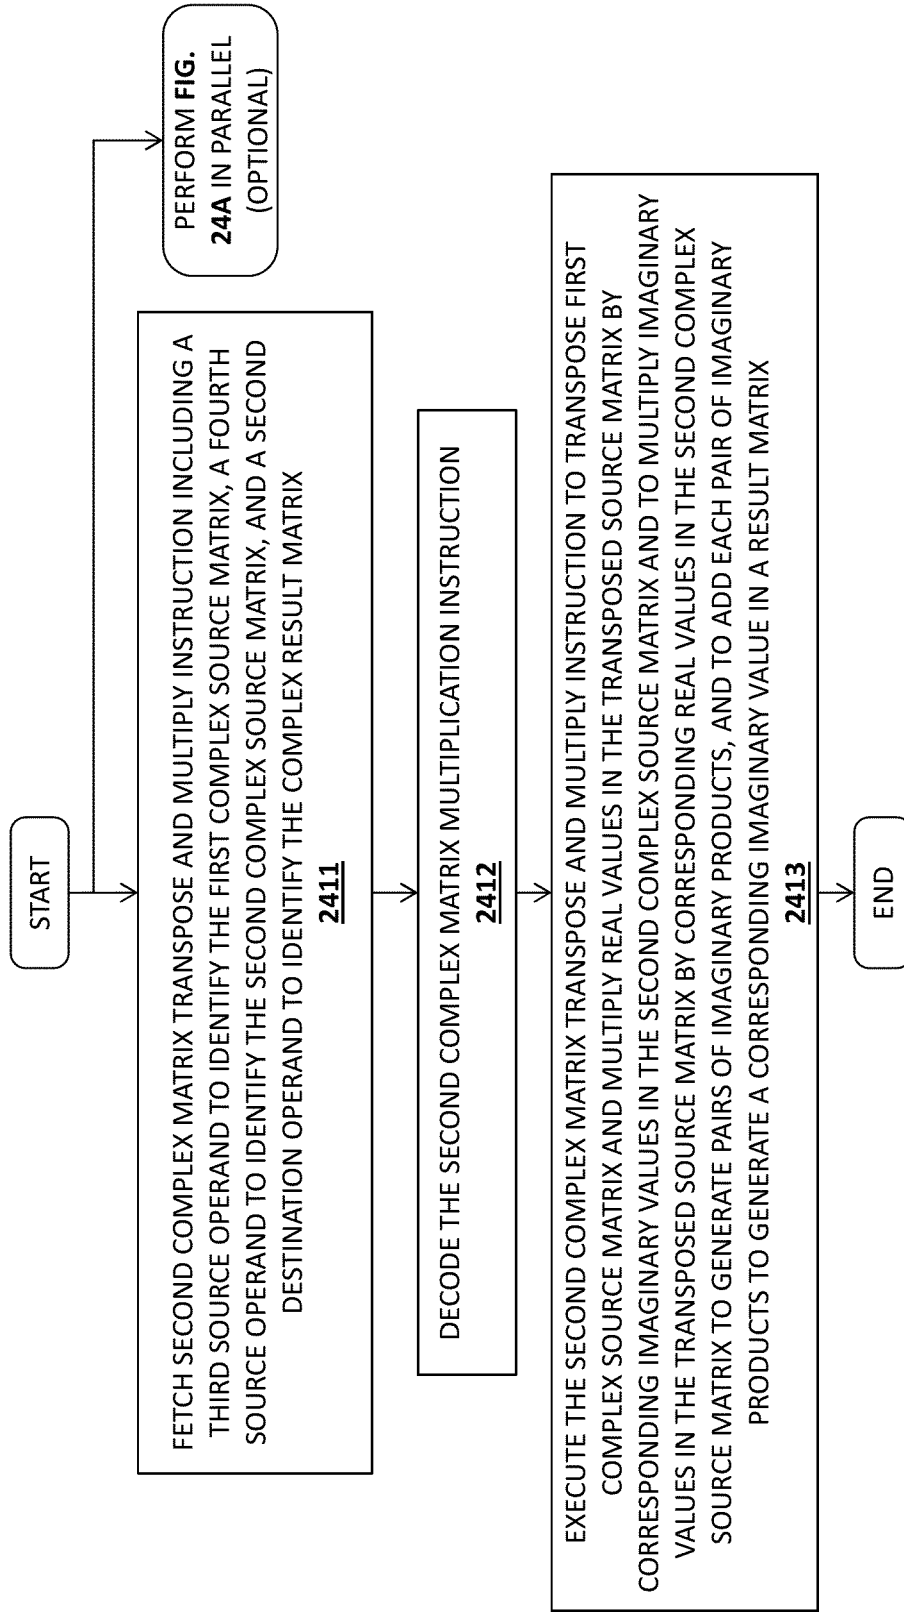 START
PERFORM FIG.
24A IN PARALLEL
(OPTIONAL)
FETCH SECOND COMPLEX MATRIX TRANSPOSE AND MULTIPLY INSTRUCTION INCLUDING A
THIRD SOURCE OPERAND TO IDENTIFY THE FIRST COMPLEX SOURCE MATRIX, A FOURTH
SOURCE OPERAND TO IDENTIFY THE SECOND COMPLEX SOURCE MATRIX, AND A SECOND
DESTINATION OPERAND TO IDENTIFY THE COMPLEX RESULT MATRIX
2411
DECODE THE SECOND COMPLEX MATRIX MULTIPLICATION INSTRUCTION
2412
EXECUTE THE SECOND COMPLEX MATRIX TRANSPOSE AND MULTIPLY INSTRUCTION TO TRANSPOSE FIRST
COMPLEX SOURCE MATRIX AND MULTIPLY REAL VALUES IN THE TRANSPOSED SOURCE MATRIX BY
CORRESPONDING IMAGINARY VALUES IN THE SECOND COMPLEX SOURCE MATRIX AND TO MULTIPLY IMAGINARY
VALUES IN THE TRANSPOSED SOURCE MATRIX BY CORRESPONDING REAL VALUES IN THE SECOND COMPLEX
SOURCE MATRIX TO GENERATE PAIRS OF IMAGINARY PRODUCTS, AND TO ADD EACH PAIR OF IMAGINARY
PRODUCTS TO GENERATE A CORRESPONDING IMAGINARY VALUE IN A RESULT MATRIX
2413
END